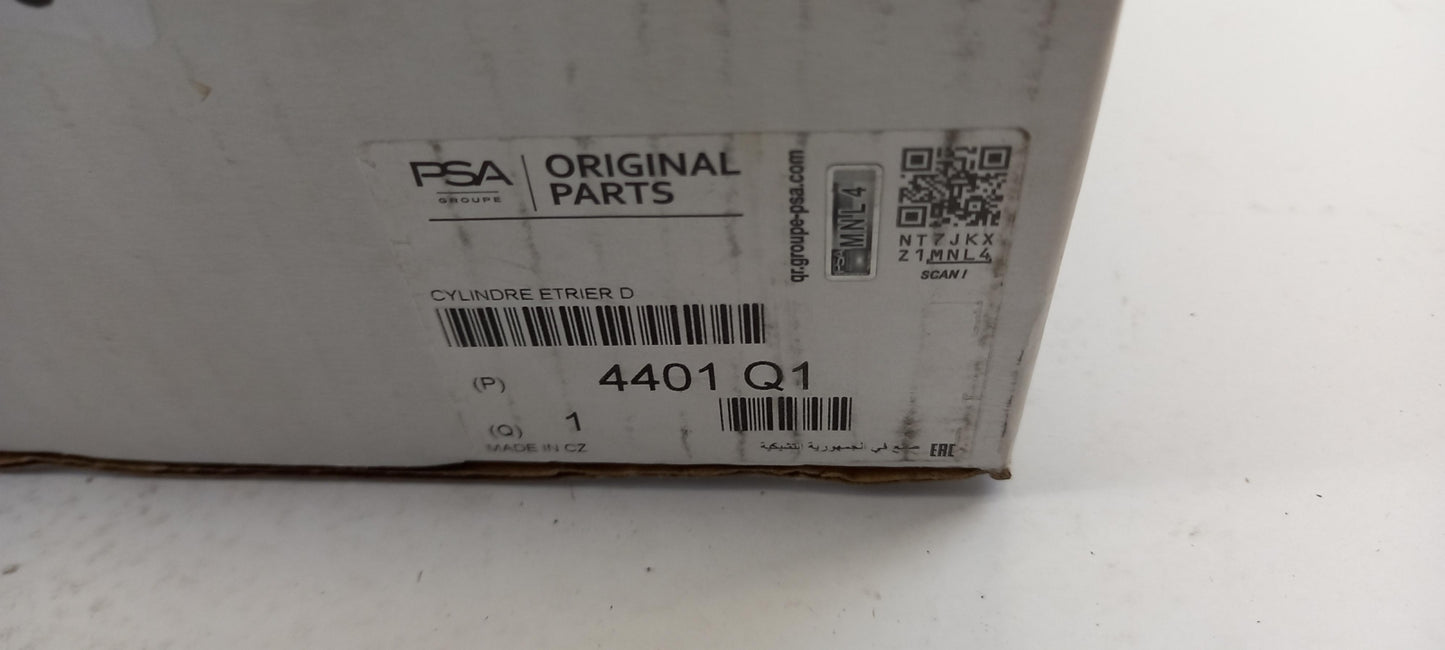 PSA
GROUPE
ORIGINAL
PARTS
qr.groupe-psa.com
PSA MNL4
NT7JKX
Z1MNL4
SCAN !
CYLINDRE ETRIER D
(P) 4401 Q1
(Q) 1
MADE IN CZ
صنع في الجمهورية التشيكية
EAC